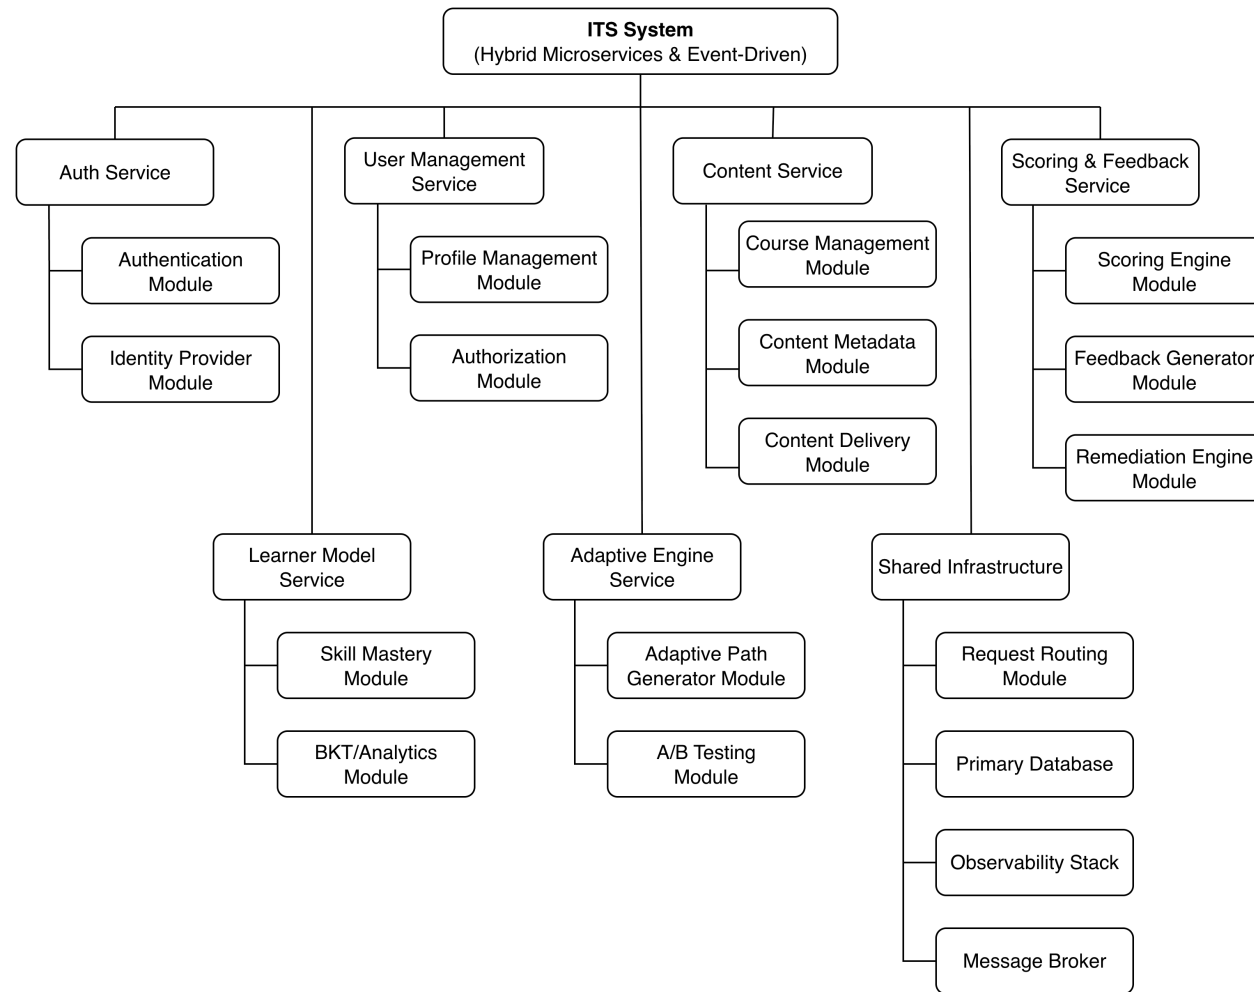 ITS System
(Hybrid Microservices & Event-Driven)
Auth Service
Authentication
Module
Identity Provider
Module
User Management
Service
Profile Management
Module
Authorization
Module
Content Service
Course Management
Module
Content Metadata
Module
Content Delivery
Module
Scoring & Feedback
Service
Scoring Engine
Module
Feedback Generator
Module
Remediation Engine
Module
Learner Model
Service
Skill Mastery
Module
BKT/Analytics
Module
Adaptive Engine
Service
Adaptive Path
Generator Module
A/B Testing
Module
Shared Infrastructure
Request Routing
Module
Primary Database
Observability Stack
Message Broker